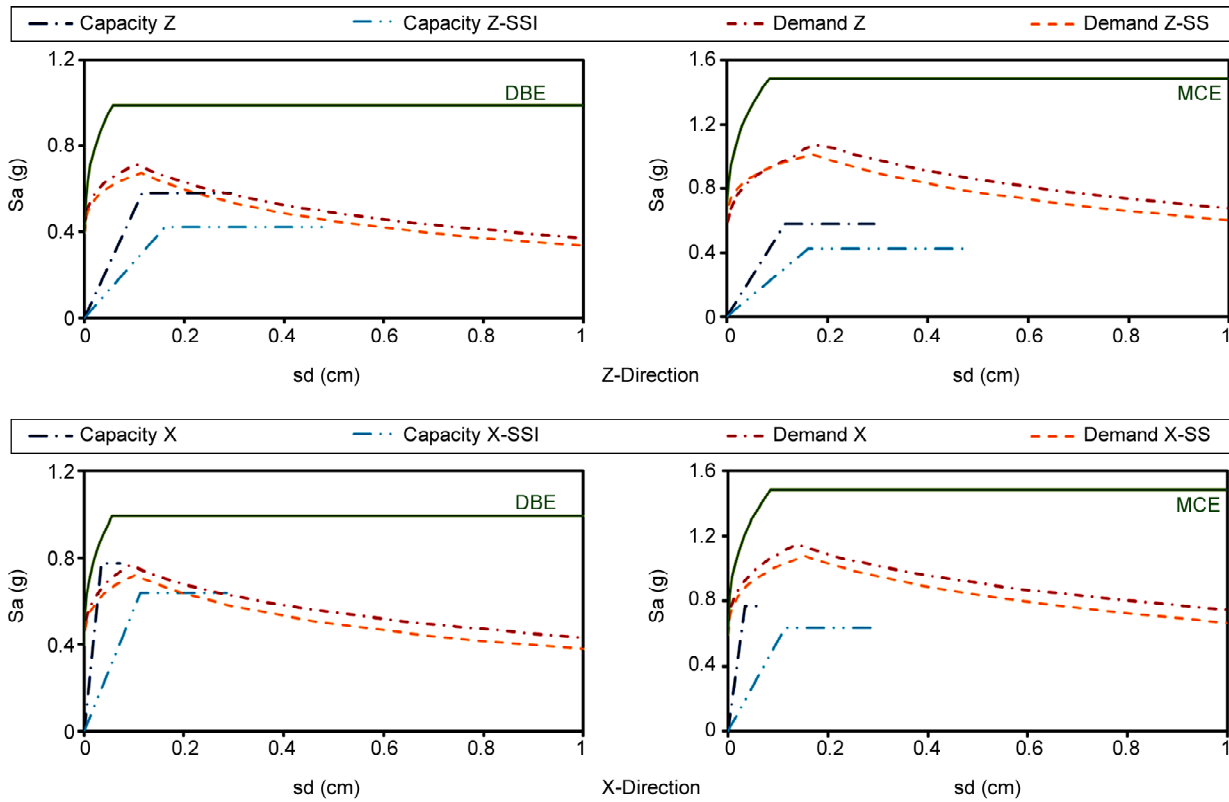 Capacity Z Capacity Z-SSI Demand Z Demand Z-SS
1.2
0.8
0.4
0
Sa (g)
DBE
0 0.2 0.4 0.6 0.8 1
sd (cm)
1.6
1.2
0.8
0.4
0
Sa (g)
MCE
0 0.2 0.4 0.6 0.8 1
sd (cm)
Z-Direction
Capacity X Capacity X-SSI Demand X Demand X-SS
1.2
0.8
0.4
0
Sa (g)
DBE
0 0.2 0.4 0.6 0.8 1
sd (cm)
1.6
1.2
0.8
0.4
0
Sa (g)
MCE
0 0.2 0.4 0.6 0.8 1
sd (cm)
X-Direction